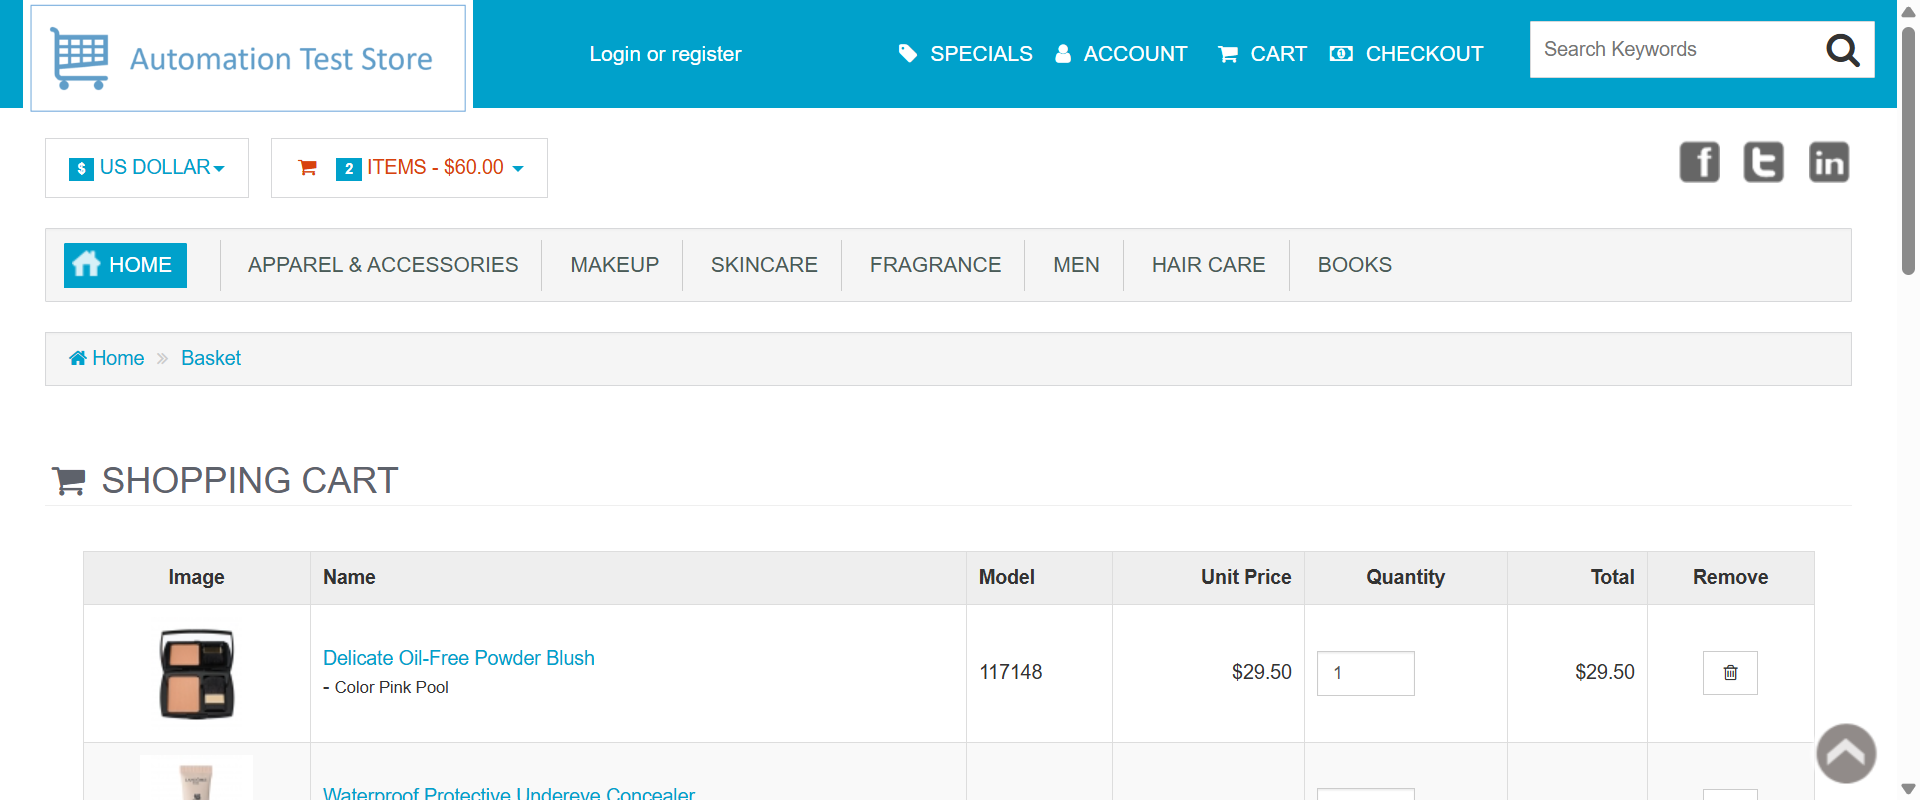 Automation Test Store
Login or register
SPECIALS
ACCOUNT
CART
CHECKOUT
Search Keywords
$ US DOLLAR
2 ITEMS - $60.00
HOME
APPAREL & ACCESSORIES
MAKEUP
SKINCARE
FRAGRANCE
MEN
HAIR CARE
BOOKS
Home » Basket
SHOPPING CART
Image Name Model Unit Price Quantity Total Remove
Delicate Oil-Free Powder Blush
- Color Pink Pool
117148 $29.50 1 $29.50
Waterproof Protective Undereye Concealer